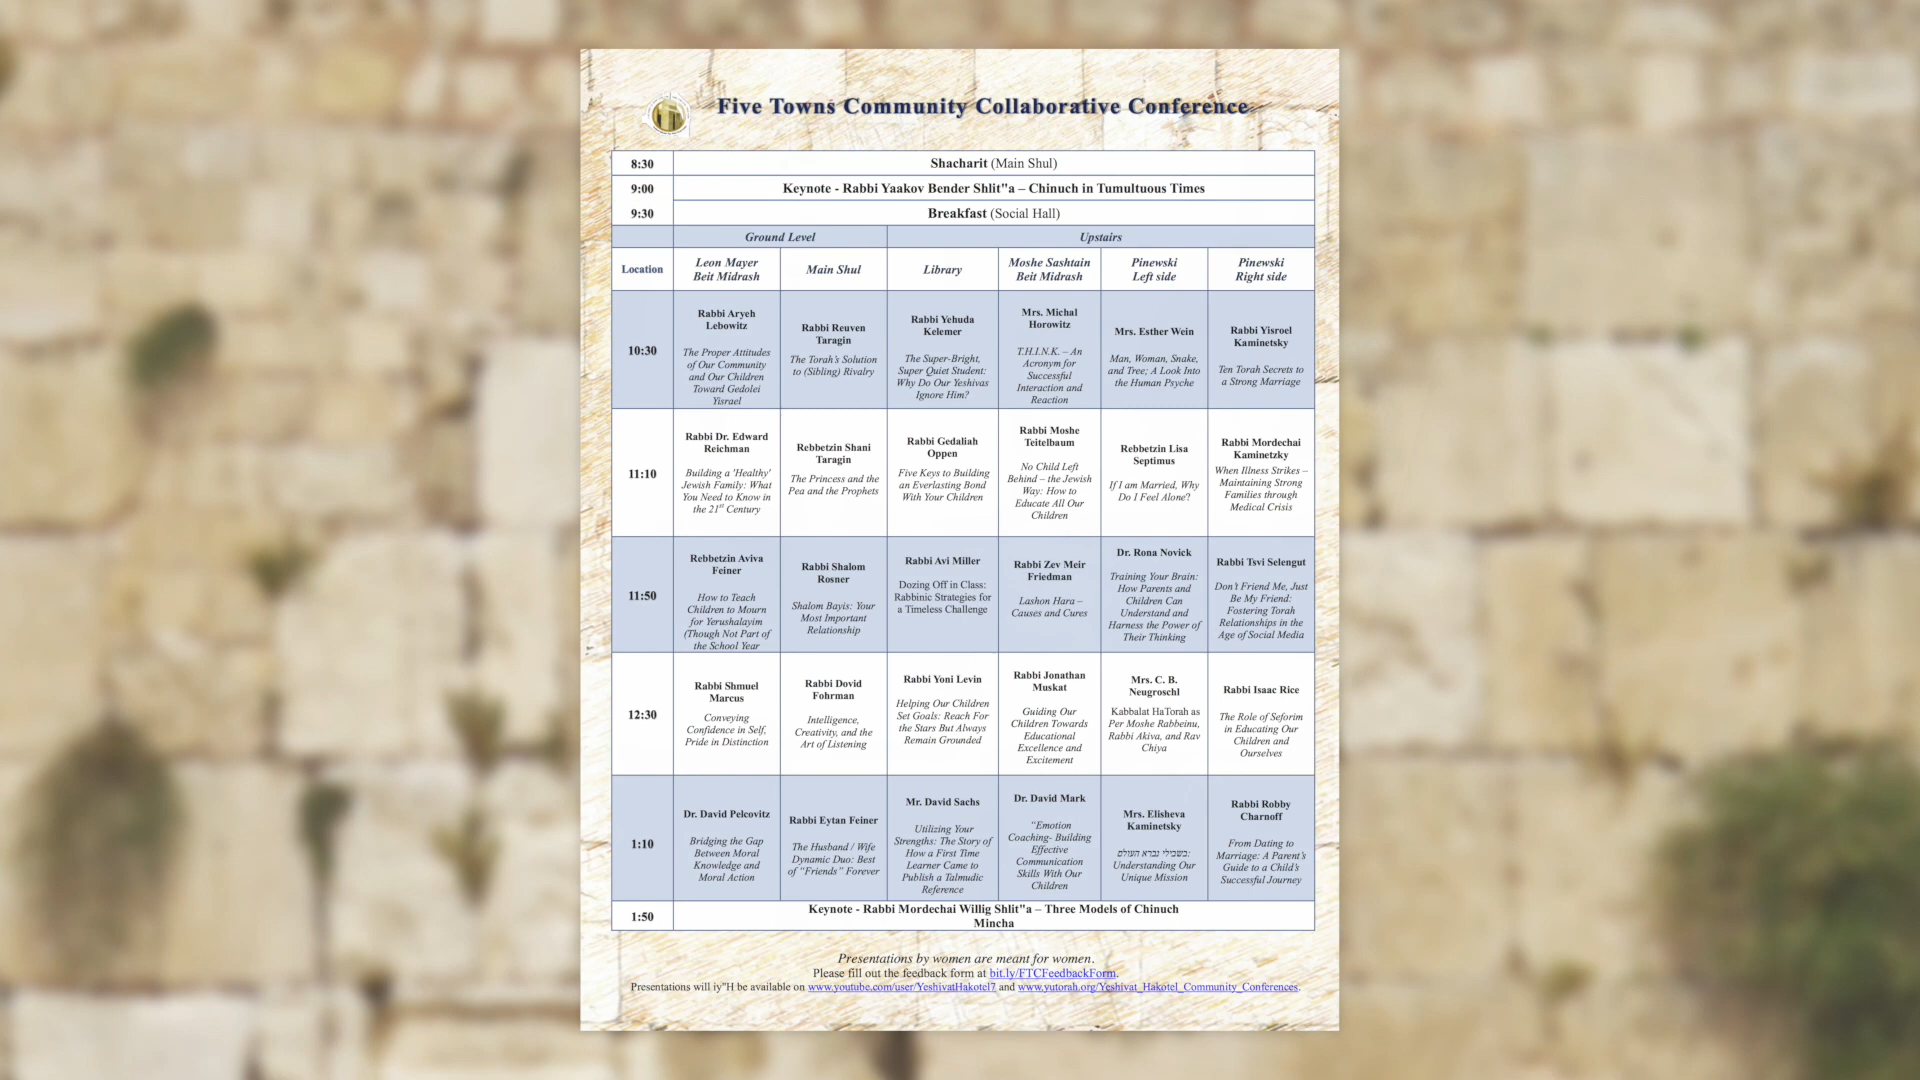 Five Towns Community Collaborative Conference
8:30
Shacharit (Main Shul)
9:00
Keynote - Rabbi Yaakov Bender Shlit"a – Chinuch in Tumultuous Times
9:30
Breakfast (Social Hall)
Ground Level
Upstairs
Location
Leon Mayer
Beit Midrash
Main Shul
Library
Moshe Sashtain
Beit Midrash
Pinewski
Left side
Pinewski
Right side
10:30
Rabbi Aryeh
Lebowitz
The Proper Attitudes
of Our Community
and Our Children
Toward Gedolei
Yisrael
Rabbi Reuven
Taragin
The Torah's Solution
to (Sibling) Rivalry
Rabbi Yehuda
Kelemer
The Super-Bright,
Super Quiet Student:
Why Do Our Yeshivas
Ignore Him?
Mrs. Michal
Horowitz
T.H.I.N.K. – An
Acronym for
Successful
Interaction and
Reaction
Mrs. Esther Wein
Man, Woman, Snake,
and Tree; A Look Into
the Human Psyche
Rabbi Yisroel
Kaminetsky
Ten Torah Secrets to
a Strong Marriage
11:10
Rabbi Dr. Edward
Reichman
Building a 'Healthy'
Jewish Family: What
You Need to Know in
the 21st Century
Rebbetzin Shani
Taragin
The Princess and the
Pea and the Prophets
Rabbi Gedaliah
Oppen
Five Keys to Building
an Everlasting Bond
With Your Children
Rabbi Moshe
Teitelbaum
No Child Left
Behind – the Jewish
Way: How to
Educate All Our
Children
Rebbetzin Lisa
Septimus
If I am Married, Why
Do I Feel Alone?
Rabbi Mordechai
Kaminetzky
When Illness Strikes –
Maintaining Strong
Families through
Medical Crisis
11:50
Rebbetzin Aviva
Feiner
How to Teach
Children to Mourn
for Yerushalayim
(Though Not Part of
the School Year
Rabbi Shalom
Rosner
Shalom Bayis: Your
Most Important
Relationship
Rabbi Avi Miller
Dozing Off in Class:
Rabbinic Strategies for
a Timeless Challenge
Rabbi Zev Meir
Friedman
Lashon Hara –
Causes and Cures
Dr. Rona Novick
Training Your Brain:
How Parents and
Children Can
Understand and
Harness the Power of
Their Thinking
Rabbi Tsvi Selengut
Don't Friend Me, Just
Be My Friend:
Fostering Torah
Relationships in the
Age of Social Media
12:30
Rabbi Shmuel
Marcus
Conveying
Confidence in Self,
Pride in Distinction
Rabbi Dovid
Fohrman
Intelligence,
Creativity, and the
Art of Listening
Rabbi Yoni Levin
Helping Our Children
Set Goals: Reach For
the Stars But Always
Remain Grounded
Rabbi Jonathan
Muskat
Guiding Our
Children Towards
Educational
Excellence and
Excitement
Mrs. C. B.
Neugroschl
Kabbalat HaTorah as
Per Moshe Rabbeinu,
Rabbi Akiva, and Rav
Chiya
Rabbi Isaac Rice
The Role of Seforim
in Educating Our
Children and
Ourselves
1:10
Dr. David Pelcovitz
Bridging the Gap
Between Moral
Knowledge and
Moral Action
Rabbi Eytan Feiner
The Husband / Wife
Dynamic Duo: Best
of "Friends" Forever
Mr. David Sachs
Utilizing Your
Strengths: The Story of
How a First Time
Learner Came to
Publish a Talmudic
Reference
Dr. David Mark
"Emotion
Coaching- Building
Effective
Communication
Skills With Our
Children
Mrs. Elisheva
Kaminetsky
בשבילי נברא העולם:
Understanding Our
Unique Mission
Rabbi Robby
Charnoff
From Dating to
Marriage: A Parent's
Guide to a Child's
Successful Journey
1:50
Keynote - Rabbi Mordechai Willig Shlit"a – Three Models of Chinuch
Mincha
Presentations by women are meant for women.
Please fill out the feedback form at bit.ly/FTCFeedbackForm.
Presentations will iy"H be available on www.youtube.com/user/YeshivatHakotel7 and www.yutorah.org/Yeshivat_Hakotel_Community_Conferences.